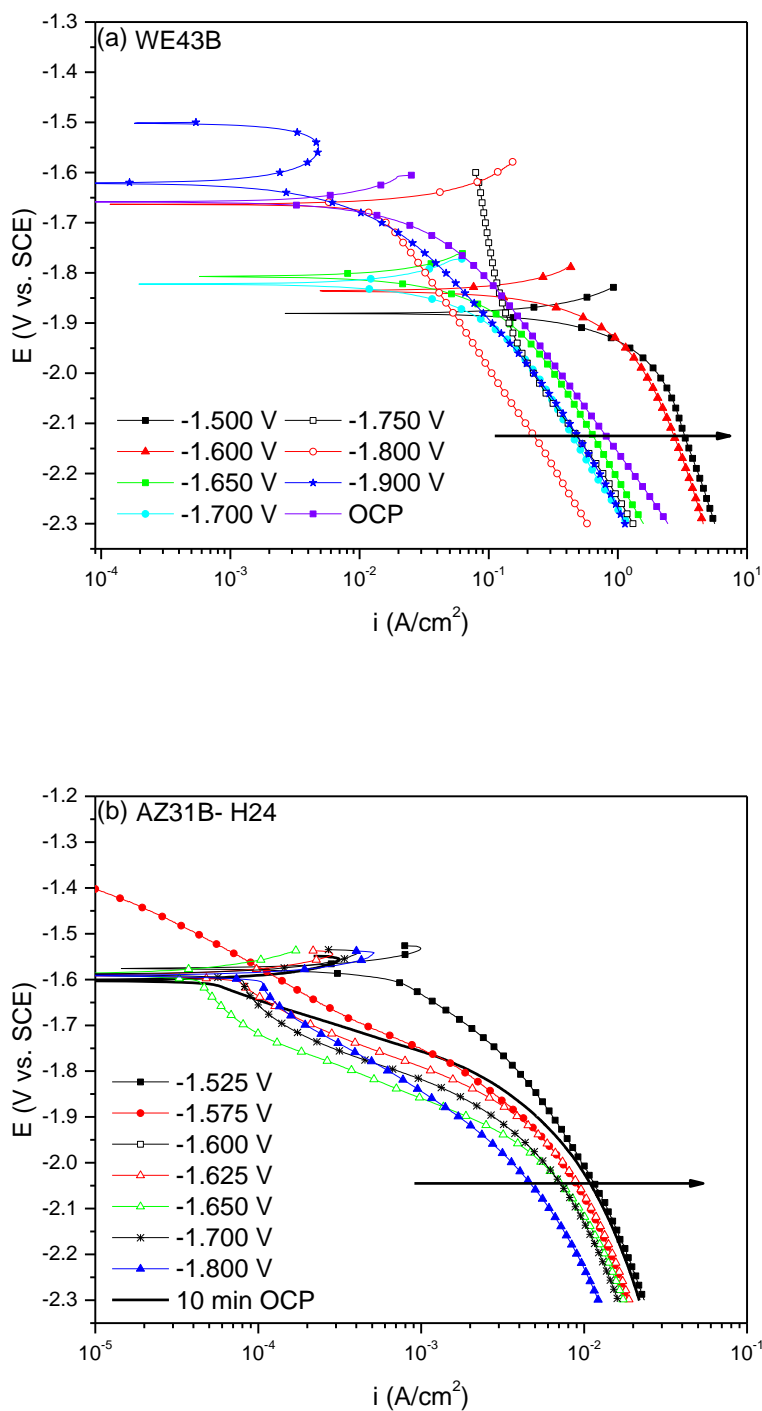 (a) WE43B
-1.3
-1.4
-1.5
-1.6
-1.7
-1.8
-1.9
-2.0
-2.1
-2.2
-2.3
E (V vs. SCE)
-1.500 V
-1.750 V
-1.600 V
-1.800 V
-1.650 V
-1.900 V
-1.700 V
OCP
10⁻⁴ 10⁻³ 10⁻² 10⁻¹ 10⁰ 10¹
i (A/cm²)
(b) AZ31B- H24
-1.2
-1.3
-1.4
-1.5
-1.6
-1.7
-1.8
-1.9
-2.0
-2.1
-2.2
-2.3
E (V vs. SCE)
-1.525 V
-1.575 V
-1.600 V
-1.625 V
-1.650 V
-1.700 V
-1.800 V
10 min OCP
10⁻⁵ 10⁻⁴ 10⁻³ 10⁻² 10⁻¹
i (A/cm²)